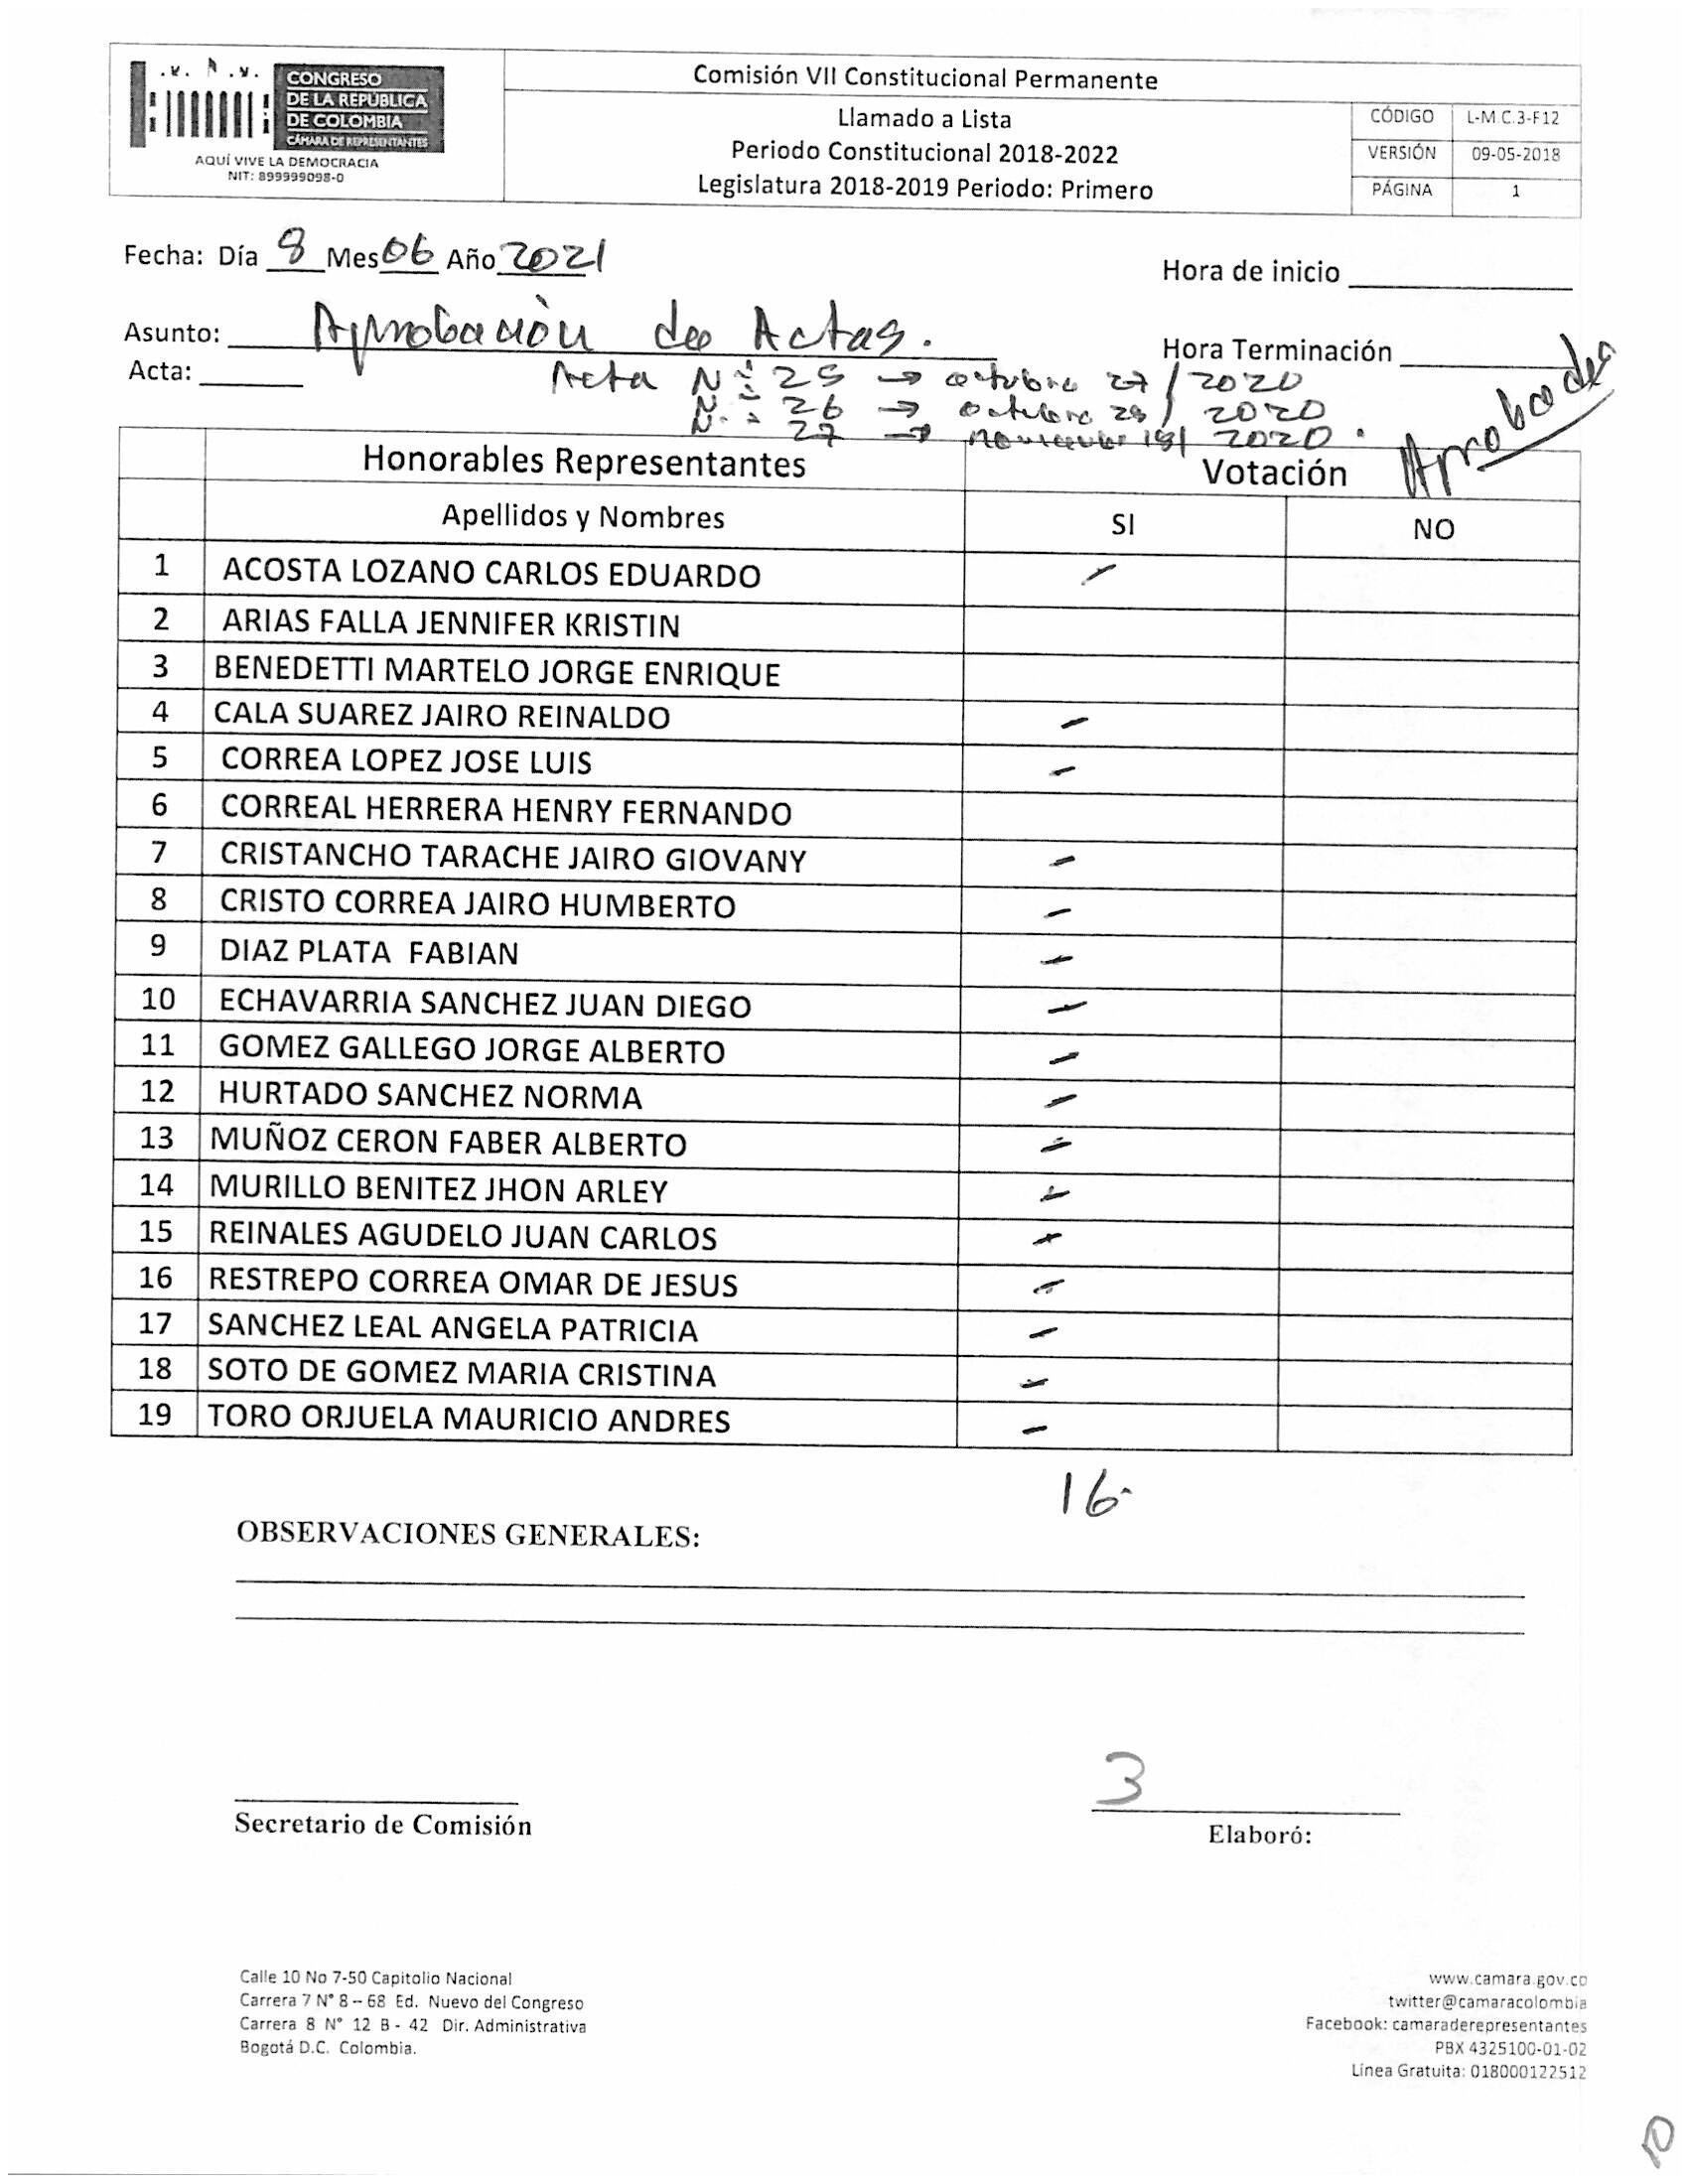 CONGRESO
DE LA REPÚBLICA
DE COLOMBIA
CÁMARA DE REPRESENTANTES
AQUÍ VIVE LA DEMOCRACIA
NIT: 899999098-0
Comisión VII Constitucional Permanente
Llamado a Lista
Periodo Constitucional 2018-2022
Legislatura 2018-2019 Periodo: Primero
CÓDIGO L-M.C.3-F12
VERSIÓN 09-05-2018
PÁGINA 1
Fecha: Día 8 Mes 06 Año 2021
Hora de inicio
Asunto: Aprobación de Actas.
Hora Terminación
Acta:
Acta N° 25 → octubre 27/2020
N° 26 → octubre 28/2020
N° 27 → noviembre 18/2020.
Aprobada
Honorables Representantes Votación
Apellidos y Nombres SI NO
1 ACOSTA LOZANO CARLOS EDUARDO
2 ARIAS FALLA JENNIFER KRISTIN
3 BENEDETTI MARTELO JORGE ENRIQUE
4 CALA SUAREZ JAIRO REINALDO
5 CORREA LOPEZ JOSE LUIS
6 CORREAL HERRERA HENRY FERNANDO
7 CRISTANCHO TARACHE JAIRO GIOVANY
8 CRISTO CORREA JAIRO HUMBERTO
9 DIAZ PLATA FABIAN
10 ECHAVARRIA SANCHEZ JUAN DIEGO
11 GOMEZ GALLEGO JORGE ALBERTO
12 HURTADO SANCHEZ NORMA
13 MUÑOZ CERON FABER ALBERTO
14 MURILLO BENITEZ JHON ARLEY
15 REINALES AGUDELO JUAN CARLOS
16 RESTREPO CORREA OMAR DE JESUS
17 SANCHEZ LEAL ANGELA PATRICIA
18 SOTO DE GOMEZ MARIA CRISTINA
19 TORO ORJUELA MAURICIO ANDRES
16
OBSERVACIONES GENERALES:
3
Secretario de Comisión
Elaboró:
Calle 10 No 7-50 Capitolio Nacional
Carrera 7 N° 8 – 68 Ed. Nuevo del Congreso
Carrera 8 N° 12 B - 42 Dir. Administrativa
Bogotá D.C. Colombia.
www.camara.gov.co
twitter@camaracolombia
Facebook: camaraderepresentantes
PBX 4325100-01-02
Línea Gratuita: 018000122512